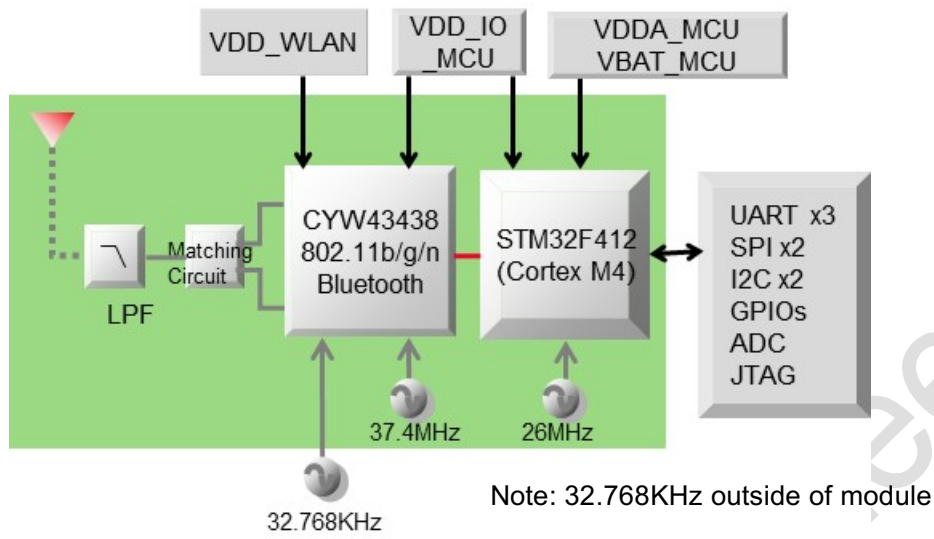 VDD_WLAN
VDD_IO
_MCU
VDDA_MCU
VBAT_MCU
CYW43438
802.11b/g/n
Bluetooth
STM32F412
(Cortex M4)
UART x3
SPI x2
I2C x2
GPIOs
ADC
JTAG
Matching
Circuit
LPF
37.4MHz
26MHz
32.768KHz
Note: 32.768KHz outside of module